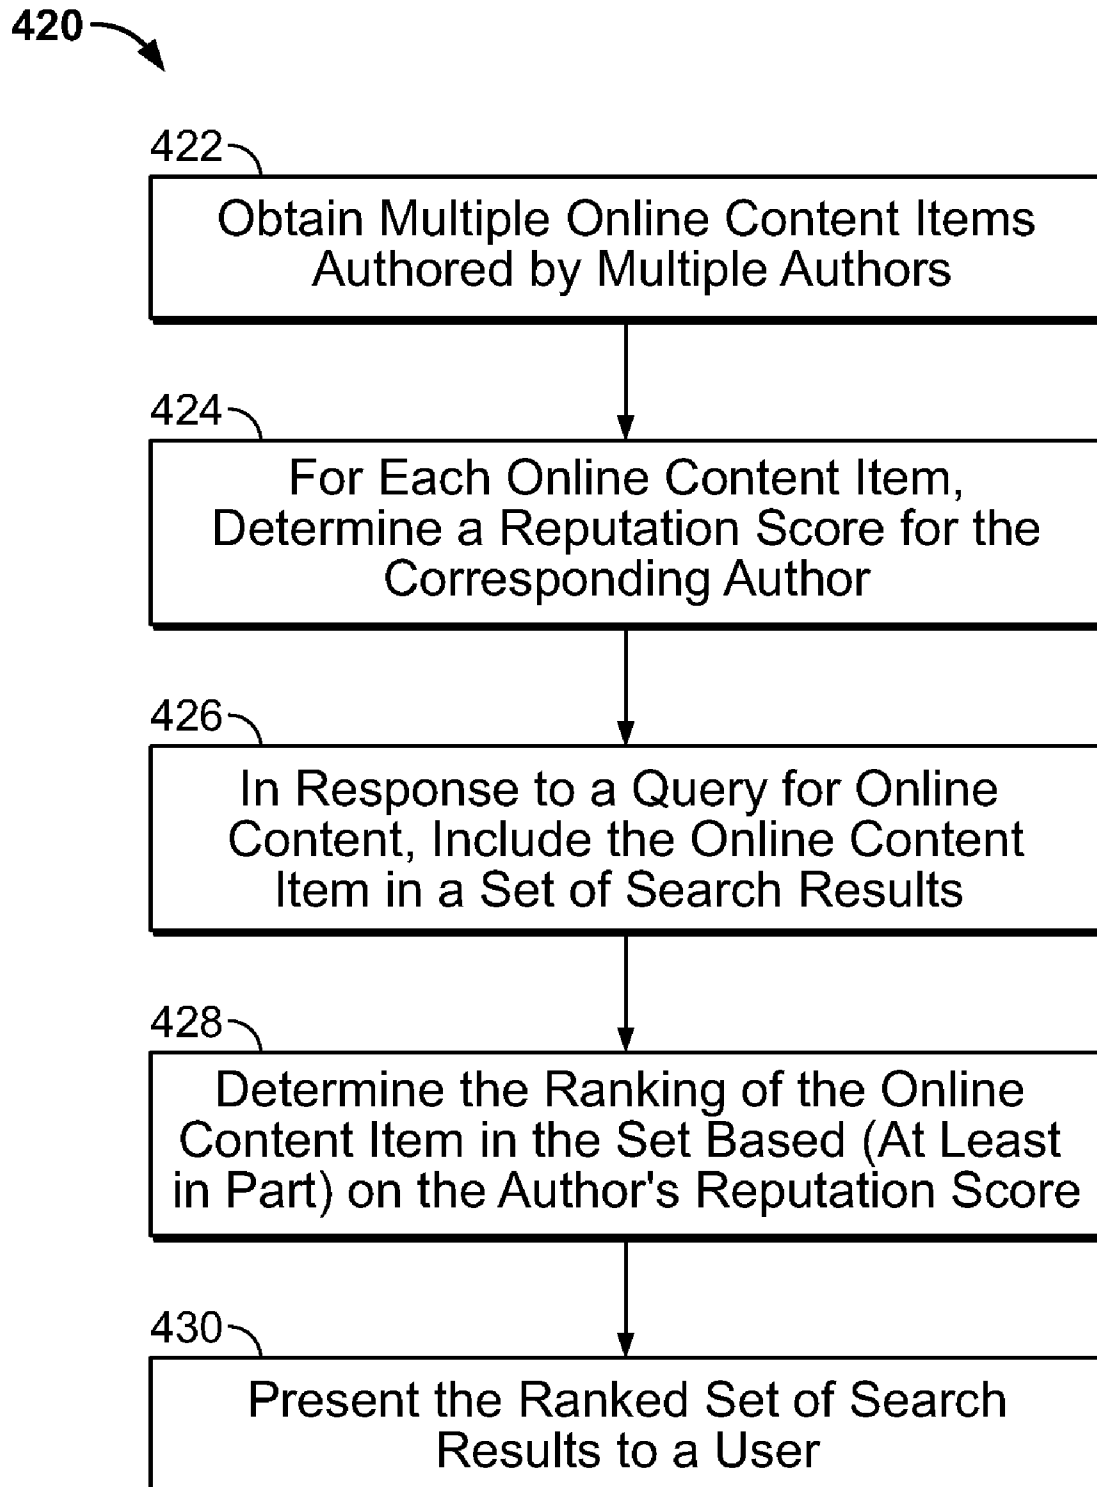 420
422
Obtain Multiple Online Content Items
Authored by Multiple Authors
424
For Each Online Content Item,
Determine a Reputation Score for the
Corresponding Author
426
In Response to a Query for Online
Content, Include the Online Content
Item in a Set of Search Results
428
Determine the Ranking of the Online
Content Item in the Set Based (At Least
in Part) on the Author's Reputation Score
430
Present the Ranked Set of Search
Results to a User